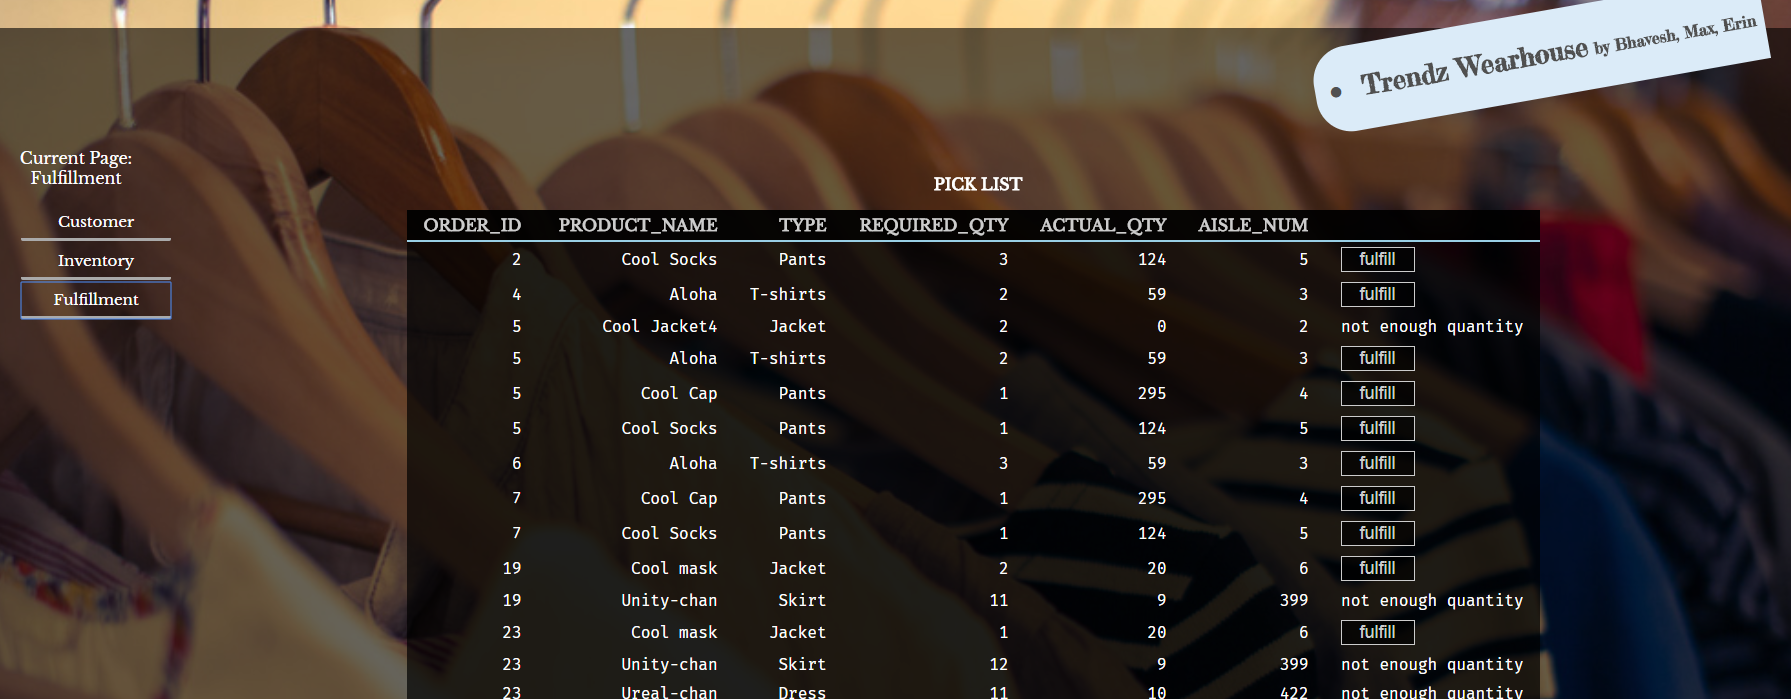 Trendz Wearhouse by Bhavesh, Max, Erin
Current Page:
Fulfillment
Customer
Inventory
Fulfillment
PICK LIST
ORDER_ID PRODUCT_NAME TYPE REQUIRED_QTY ACTUAL_QTY AISLE_NUM
2 Cool Socks Pants 3 124 5 fulfill
4 Aloha T-shirts 2 59 3 fulfill
5 Cool Jacket4 Jacket 2 0 2 not enough quantity
5 Aloha T-shirts 2 59 3 fulfill
5 Cool Cap Pants 1 295 4 fulfill
5 Cool Socks Pants 1 124 5 fulfill
6 Aloha T-shirts 3 59 3 fulfill
7 Cool Cap Pants 1 295 4 fulfill
7 Cool Socks Pants 1 124 5 fulfill
19 Cool mask Jacket 2 20 6 fulfill
19 Unity-chan Skirt 11 9 399 not enough quantity
23 Cool mask Jacket 1 20 6 fulfill
23 Unity-chan Skirt 12 9 399 not enough quantity
23 Ureal-chan Dress 11 10 422 not enough quantity